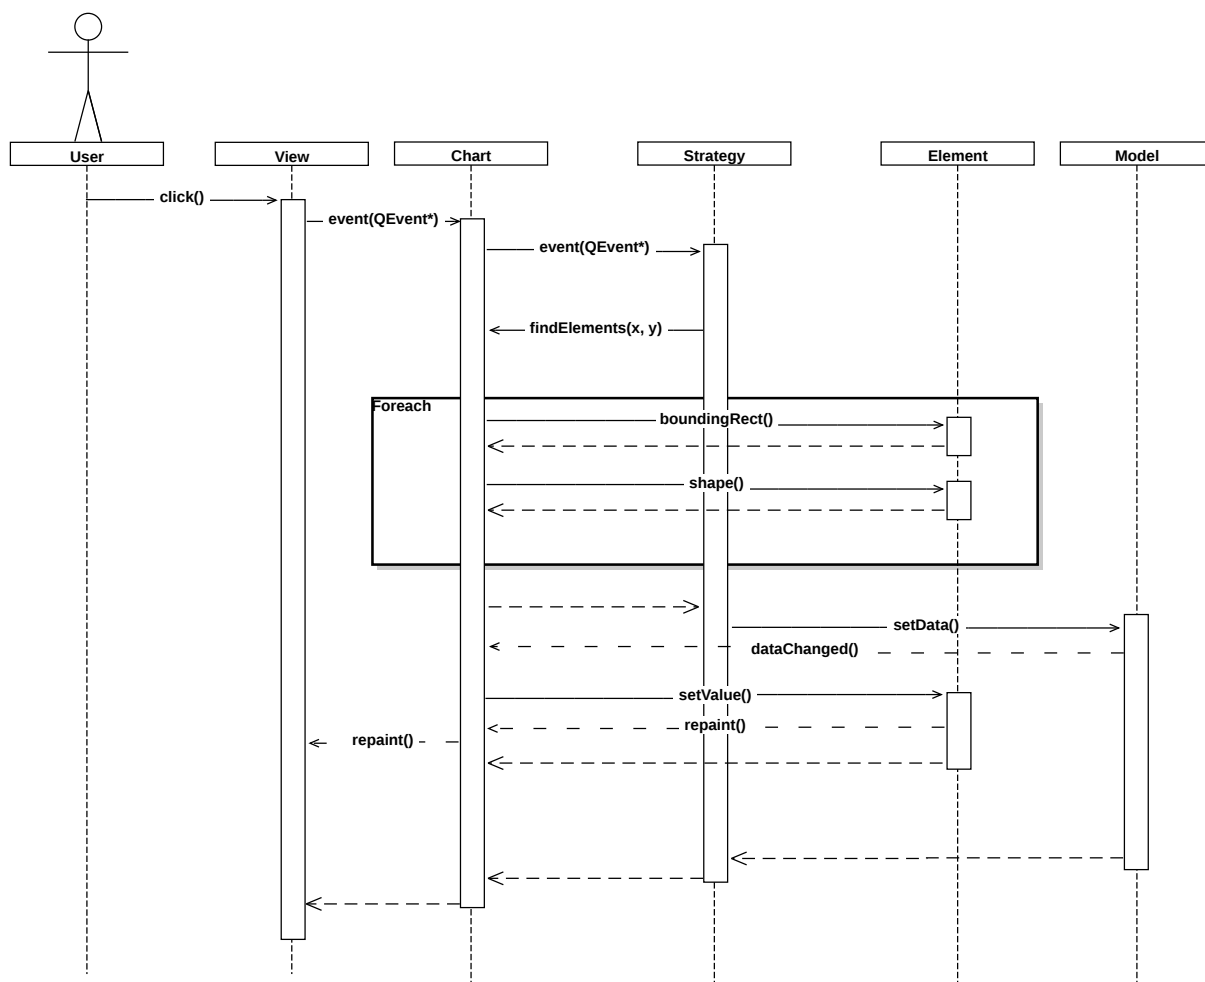 User
View
Chart
Strategy
Element
Model
click()
event(QEvent*)
event(QEvent*)
findElements(x, y)
Foreach
boundingRect()
shape()
setData()
dataChanged()
setValue()
repaint()
repaint()